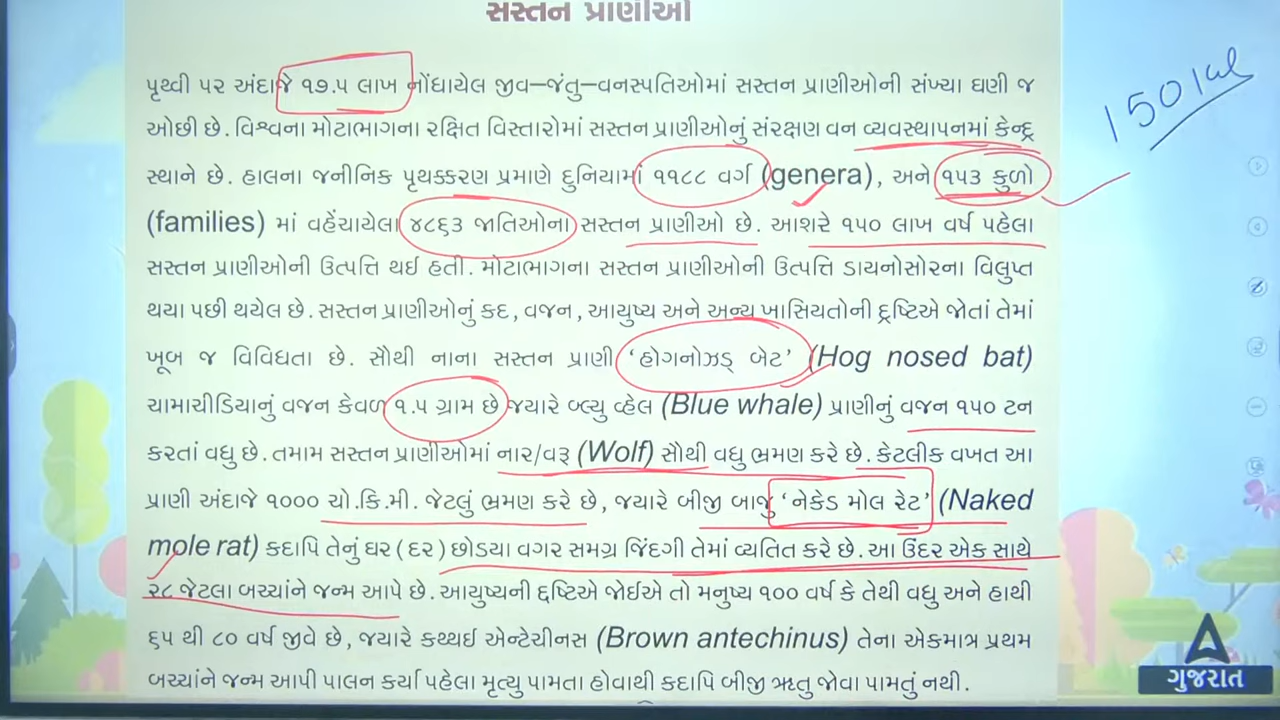 સસ્તન પ્રાણીઓ
પૃથ્વી પર અંદાજે ૧૭.૫ લાખ નોંધાયેલ જીવ–જંતુ–વનસ્પતિઓમાં સસ્તન પ્રાણીઓની સંખ્યા ઘણી જ
ઓછી છે. વિશ્વના મોટાભાગના રક્ષિત વિસ્તારોમાં સસ્તન પ્રાણીઓનું સંરક્ષણ વન વ્યવસ્થાપનમાં કેન્દ્ર
સ્થાને છે. હાલના જનીનિક પૃથક્કરણ પ્રમાણે દુનિયામાં ૧૧૮૮ વર્ગ (genera), અને ૧૫૩ કુળો
(families) માં વહેંચાયેલા ૪૮૬૩ જાતિઓના સસ્તન પ્રાણીઓ છે. આશરે ૧૫૦ લાખ વર્ષ પહેલા
સસ્તન પ્રાણીઓની ઉત્પત્તિ થઈ હતી. મોટાભાગના સસ્તન પ્રાણીઓની ઉત્પત્તિ ડાયનોસોરના વિલુપ્ત
થયા પછી થયેલ છે. સસ્તન પ્રાણીઓનું કદ, વજન, આયુષ્ય અને અન્ય ખાસિયતોની દ્રષ્ટિએ જોતાં તેમાં
ખૂબ જ વિવિધતા છે. સૌથી નાના સસ્તન પ્રાણી ‘હોગનોઝ્ડ્ બેટ’ (Hog nosed bat)
ચામાચીડિયાનું વજન કેવળ ૧.૫ ગ્રામ છે જ્યારે બ્લ્યુ વ્હેલ (Blue whale) પ્રાણીનું વજન ૧૫૦ ટન
કરતાં વધુ છે. તમામ સસ્તન પ્રાણીઓમાં નાર/વરૂ (Wolf) સૌથી વધુ ભ્રમણ કરે છે. કેટલીક વખત આ
પ્રાણી અંદાજે ૧૦૦૦ ચો.કિ.મી. જેટલું ભ્રમણ કરે છે, જ્યારે બીજી બાજુ ‘નેકેડ મોલ રેટ’ (Naked
mole rat) કદાપિ તેનું ઘર (દર) છોડયા વગર સમગ્ર જિંદગી તેમાં વ્યતિત કરે છે. આ ઉંદર એક સાથે
૨૮ જેટલા બચ્ચાંને જન્મ આપે છે. આયુષ્યની દ્દષ્ટિએ જોઈએ તો મનુષ્ય ૧૦૦ વર્ષ કે તેથી વધુ અને હાથી
૬૫ થી ૮૦ વર્ષ જીવે છે, જ્યારે કથ્થઈ એન્ટેચીનસ (Brown antechinus) તેના એકમાત્ર પ્રથમ
બચ્ચાંને જન્મ આપી પાલન કર્યા પહેલા મૃત્યુ પામતા હોવાથી કદાપિ બીજી ઋતુ જોવા પામતું નથી.
ગુજરાત